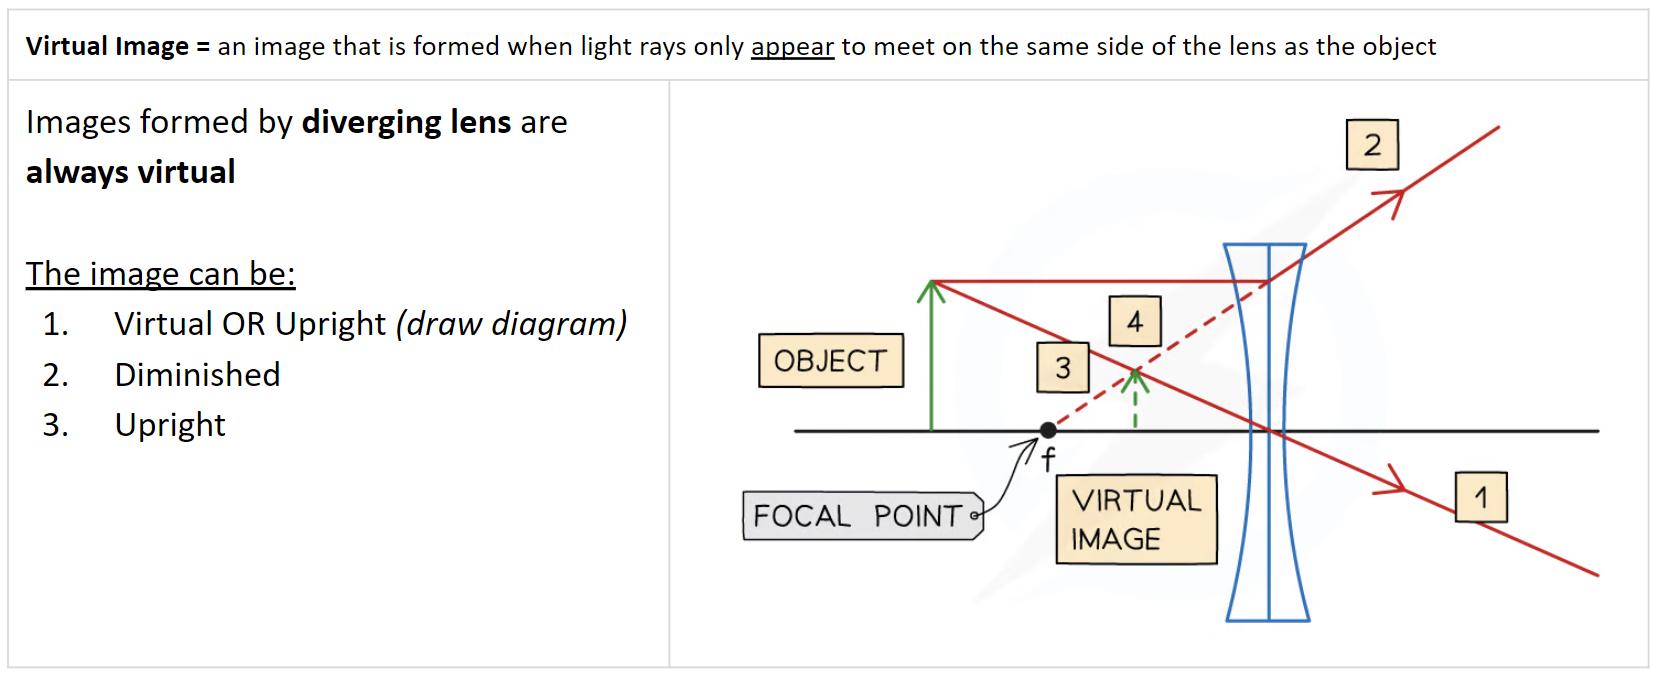 Virtual Image = an image that is formed when light rays only appear to meet on the same side of the lens as the object
Images formed by diverging lens are
always virtual
The image can be:
1. Virtual OR Upright (draw diagram)
2. Diminished
3. Upright
2
4
3
OBJECT
f
FOCAL POINT
VIRTUAL
IMAGE
1